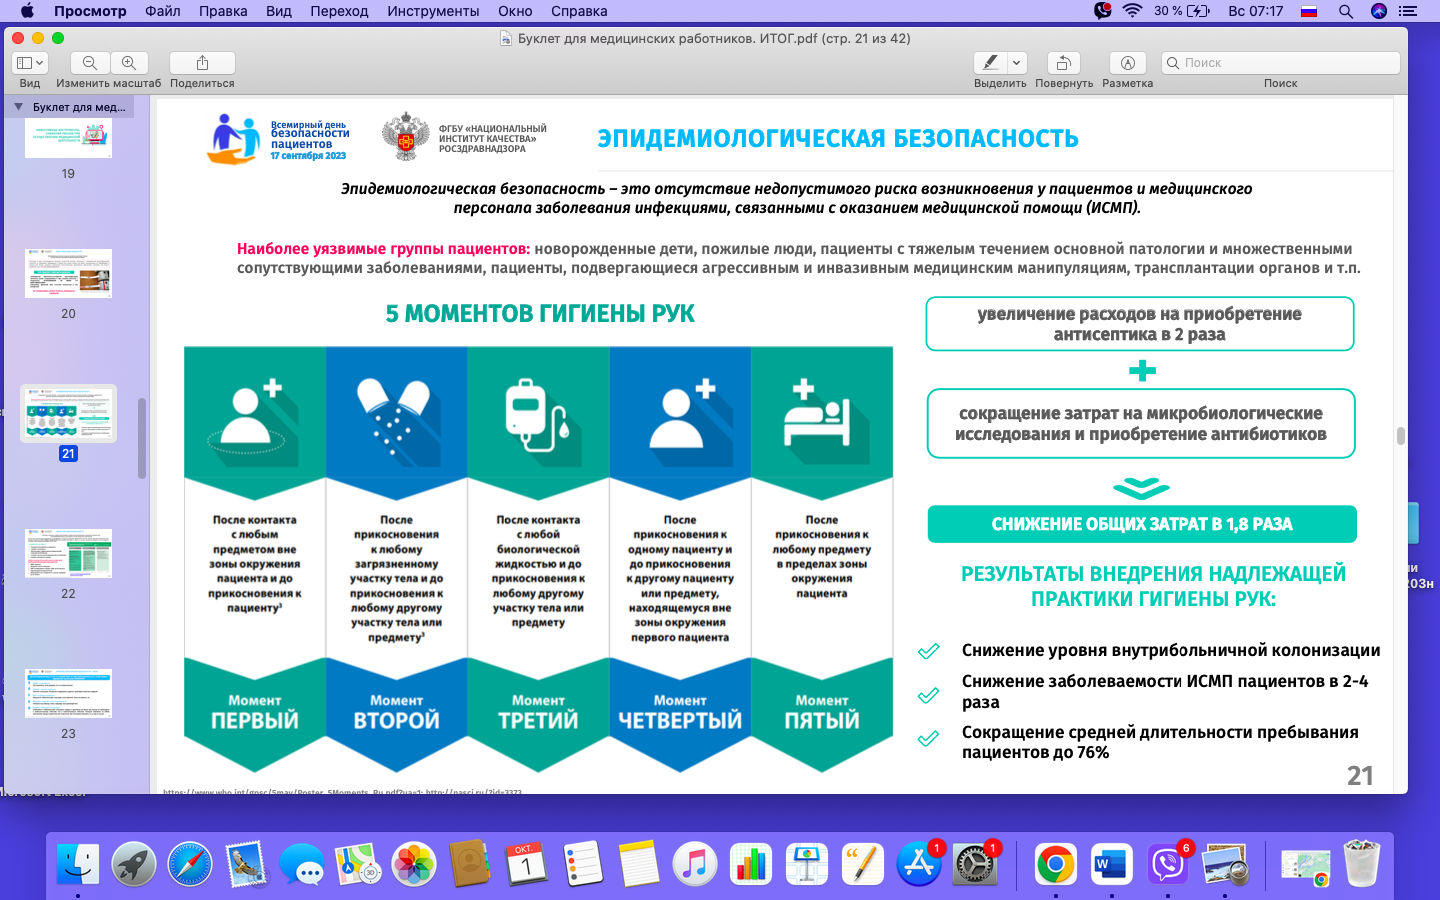 Просмотр Файл Правка Вид Переход Инструменты Окно Справка
30 % Вс 07:17
Буклет для медицинских работников. ИТОГ.pdf (стр. 21 из 42)
Поиск
Вид Изменить масштаб Поделиться Выделить Повернуть Разметка Поиск
Буклет для мед...
19
20
21
22
23
Всемирный день
безопасности
пациентов
17 сентября 2023
ФГБУ «НАЦИОНАЛЬНЫЙ
ИНСТИТУТ КАЧЕСТВА»
РОСЗДРАВНАДЗОРА
ЭПИДЕМИОЛОГИЧЕСКАЯ БЕЗОПАСНОСТЬ
Эпидемиологическая безопасность – это отсутствие недопустимого риска возникновения у пациентов и медицинского
персонала заболевания инфекциями, связанными с оказанием медицинской помощи (ИСМП).
Наиболее уязвимые группы пациентов: новорожденные дети, пожилые люди, пациенты с тяжелым течением основной патологии и множественными
сопутствующими заболеваниями, пациенты, подвергающиеся агрессивным и инвазивным медицинским манипуляциям, трансплантации органов и т.п.
5 МОМЕНТОВ ГИГИЕНЫ РУК
После контакта
с любым
предметом вне
зоны окружения
пациента и до
прикосновения к
пациенту³
Момент
ПЕРВЫЙ
После
прикосновения
к любому
загрязненному
участку тела и до
прикосновения к
любому другому
участку тела или
предмету³
Момент
ВТОРОЙ
После контакта
с любой
биологической
жидкостью и до
прикосновения к
любому другому
участку тела или
предмету
Момент
ТРЕТИЙ
После
прикосновения к
одному пациенту и
до прикосновения
к другому пациенту
или предмету,
находящемуся вне
зоны окружения
первого пациента
Момент
ЧЕТВЕРТЫЙ
После
прикосновения к
любому предмету
в пределах зоны
окружения
пациента
Момент
ПЯТЫЙ
увеличение расходов на приобретение
антисептика в 2 раза
сокращение затрат на микробиологические
исследования и приобретение антибиотиков
СНИЖЕНИЕ ОБЩИХ ЗАТРАТ В 1,8 РАЗА
РЕЗУЛЬТАТЫ ВНЕДРЕНИЯ НАДЛЕЖАЩЕЙ
ПРАКТИКИ ГИГИЕНЫ РУК:
Снижение уровня внутрибольничной колонизации
Снижение заболеваемости ИСМП пациентов в 2-4
раза
Сокращение средней длительности пребывания
пациентов до 76%
21
203н
ОКТ.
1
3D
1
1
W
6